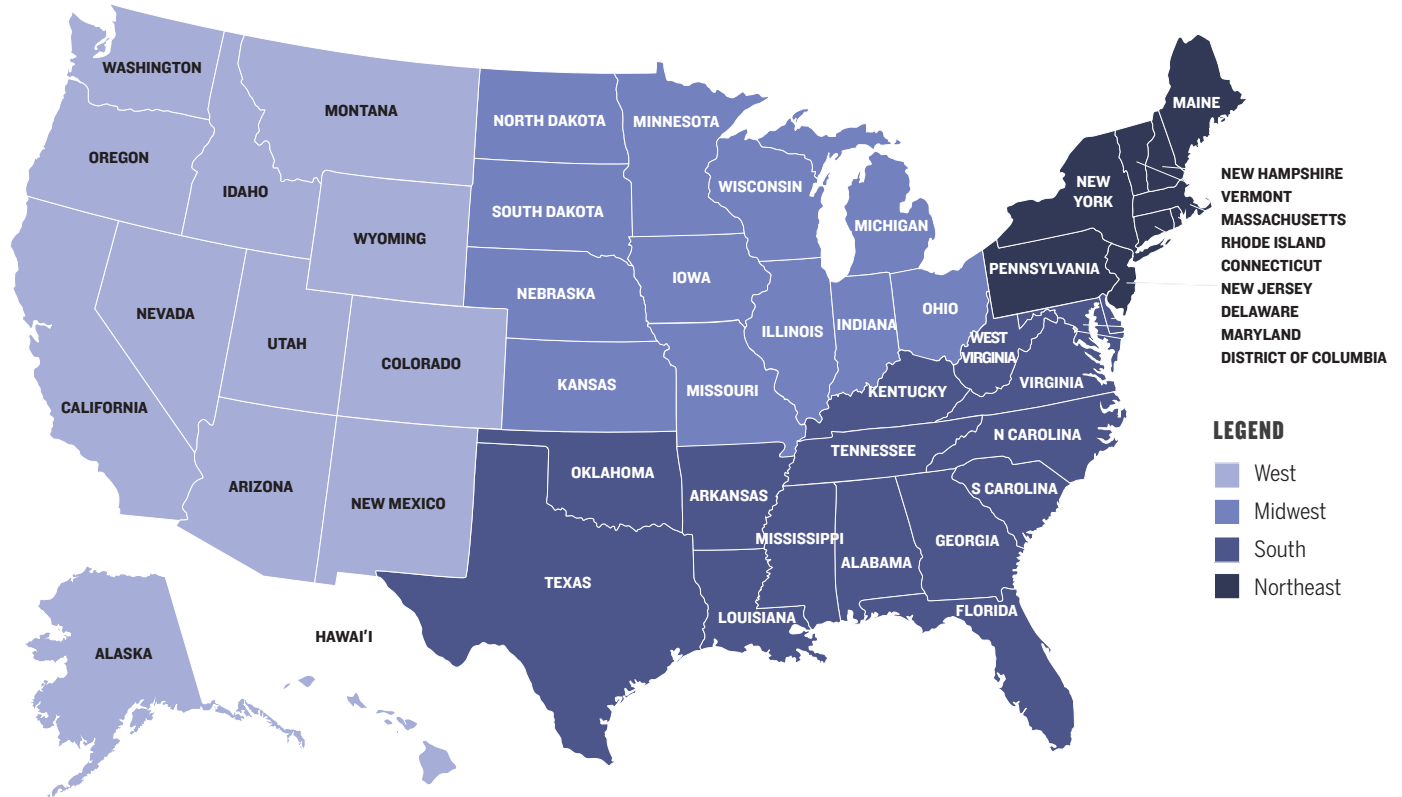 WASHINGTON
MONTANA
NORTH DAKOTA
MINNESOTA
MAINE
OREGON
IDAHO
WISCONSIN
NEW
YORK
NEW HAMPSHIRE
VERMONT
MASSACHUSETTS
RHODE ISLAND
CONNECTICUT
NEW JERSEY
DELAWARE
MARYLAND
DISTRICT OF COLUMBIA
SOUTH DAKOTA
MICHIGAN
WYOMING
PENNSYLVANIA
IOWA
NEBRASKA
NEVADA
OHIO
INDIANA
ILLINOIS
UTAH
WEST
VIRGINIA
COLORADO
KANSAS
MISSOURI
KENTUCKY
VIRGINIA
CALIFORNIA
N CAROLINA
TENNESSEE
OKLAHOMA
ARIZONA
NEW MEXICO
ARKANSAS
S CAROLINA
MISSISSIPPI
GEORGIA
ALABAMA
TEXAS
LOUISIANA
FLORIDA
HAWAI'I
ALASKA
LEGEND
West
Midwest
South
Northeast